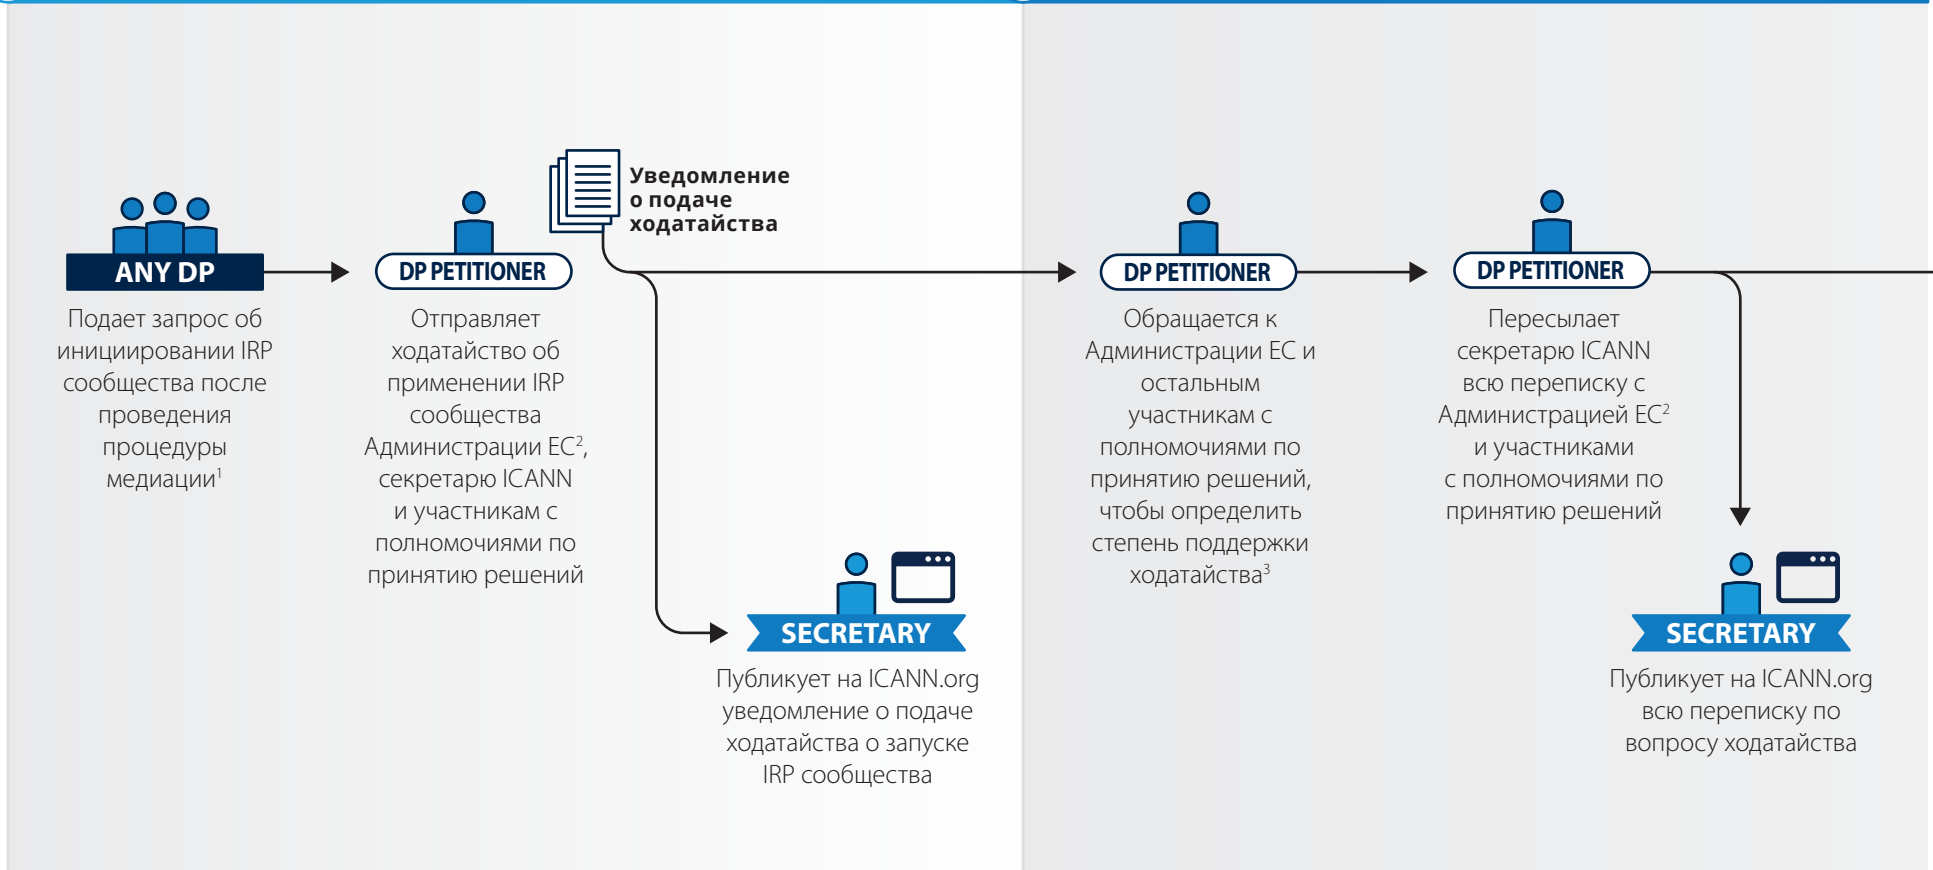 ANY DP
Подает запрос об
инициировании IRP
сообщества после
проведения
процедуры
медиации¹
DP PETITIONER
Отправляет
ходатайство об
применении IRP
сообщества
Администрации EC²,
секретарю ICANN
и участникам с
полномочиями по
принятию решений
Уведомление
о подаче
ходатайства
SECRETARY
Публикует на ICANN.org
уведомление о подаче
ходатайства о запуске
IRP сообщества
DP PETITIONER
Обращается к
Администрации ЕС и
остальным
участникам с
полномочиями по
принятию решений,
чтобы определить
степень поддержки
ходатайства³
DP PETITIONER
Пересылает
секретарю ICANN
всю переписку с
Администрацией ЕС²
и участниками
с полномочиями по
принятию решений
SECRETARY
Публикует на ICANN.org
всю переписку по
вопросу ходатайства